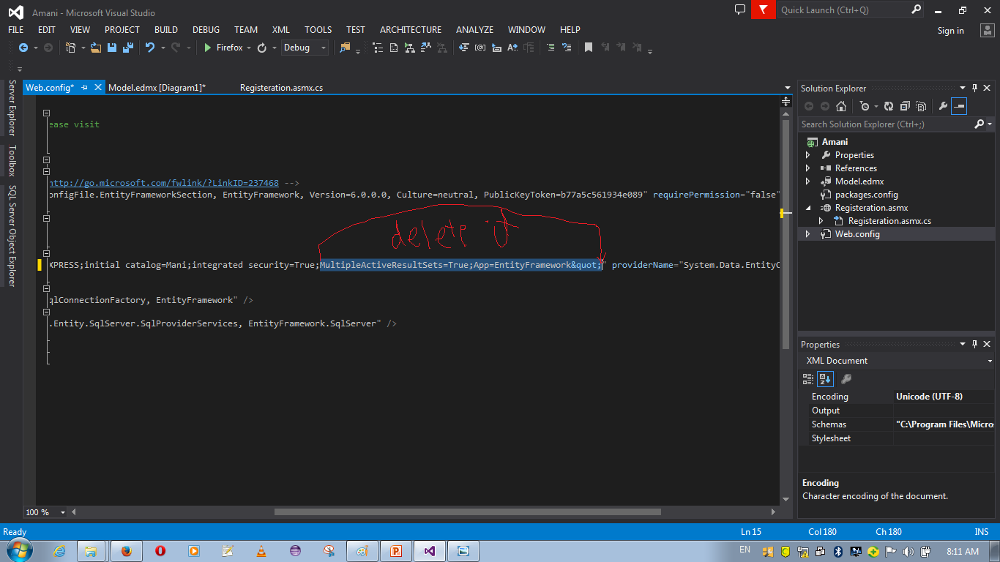 Amani - Microsoft Visual Studio
Quick Launch (Ctrl+Q)
FILE EDIT VIEW PROJECT BUILD DEBUG TEAM XML TOOLS TEST ARCHITECTURE ANALYZE WINDOW HELP
Sign in
Firefox Debug
Server Explorer
Toolbox
SQL Server Object Explorer
Web.config* Model.edmx [Diagram1]* Registeration.asmx.cs
ease visit
http://go.microsoft.com/fwlink/?LinkID=237468 -->
onfigFile.EntityFrameworkSection, EntityFramework, Version=6.0.0.0, Culture=neutral, PublicKeyToken=b77a5c561934e089" requirePermission="false"
delete it
XPRESS;initial catalog=Mani;integrated security=True;MultipleActiveResultSets=True;App=EntityFramework&quot;" providerName="System.Data.EntityC
qlConnectionFactory, EntityFramework" />
.Entity.SqlServer.SqlProviderServices, EntityFramework.SqlServer" />
100 %
Solution Explorer
Search Solution Explorer (Ctrl+;)
Amani
Properties
References
Model.edmx
packages.config
Registeration.asmx
Registeration.asmx.cs
Web.config
Properties
XML Document
Encoding Unicode (UTF-8)
Output
Schemas "C:\Program Files\Micros
Stylesheet
Encoding
Character encoding of the document.
Ready Ln 15 Col 180 Ch 180 INS
EN 8:11 AM